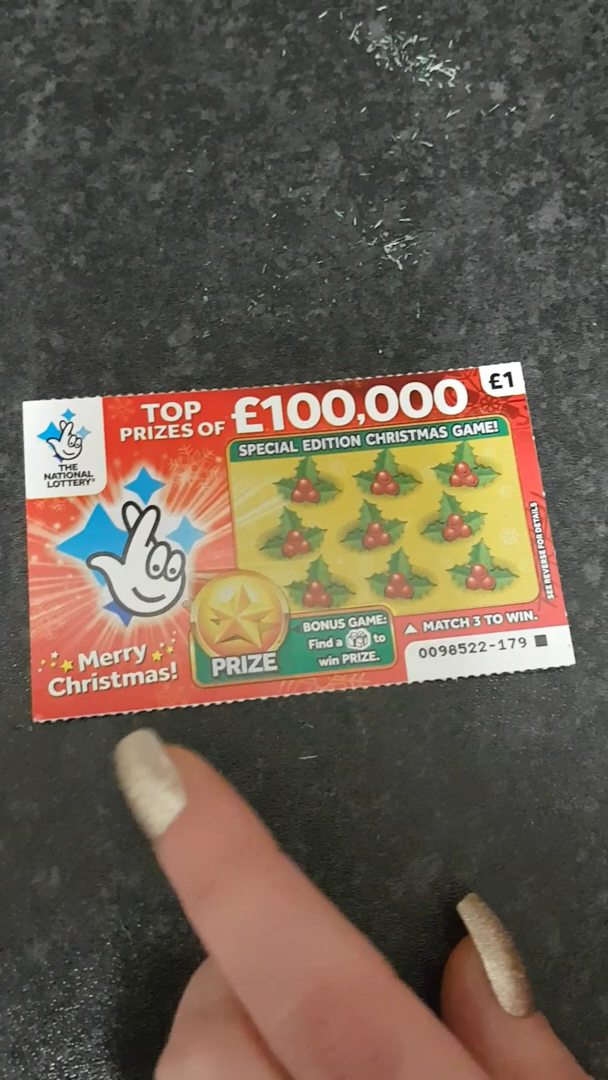 TOP
PRIZES OF £100,000
£1
THE
NATIONAL
LOTTERY®
SPECIAL EDITION CHRISTMAS GAME!
SEE REVERSE FOR DETAILS
Merry
Christmas!
PRIZE
BONUS GAME:
Find a to
win PRIZE.
MATCH 3 TO WIN.
0098522-179